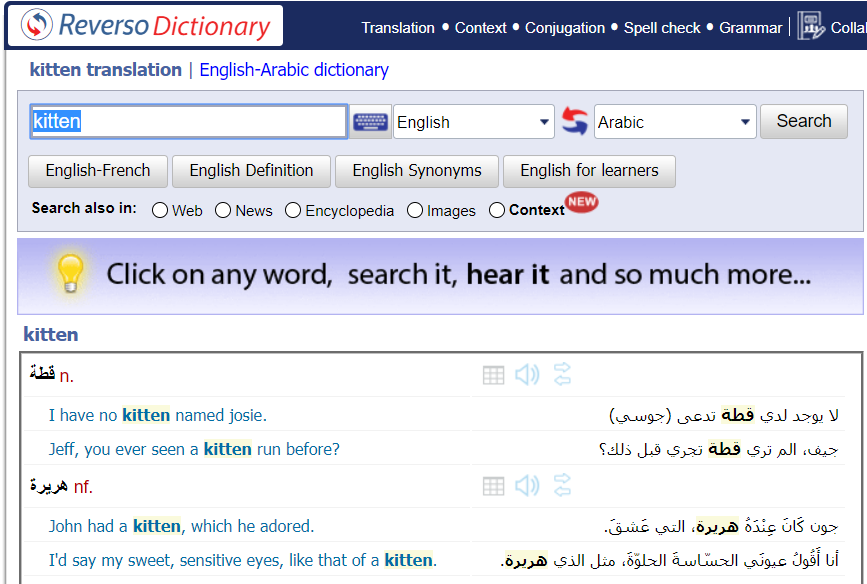 Reverso Dictionary
Translation • Context • Conjugation • Spell check • Grammar | Colla
kitten translation | English-Arabic dictionary
kitten English Arabic Search
English-French English Definition English Synonyms English for learners
Search also in: Web News Encyclopedia Images Context NEW
Click on any word, search it, hear it and so much more...
kitten
قطة n.
I have no kitten named josie. لا يوجد لدي قطة تدعى (جوسي)
Jeff, you ever seen a kitten run before? جيف، الم تري قطة تجري قبل ذلك؟
هريرة nf.
John had a kitten, which he adored. جون كَانَ عِنْدَهُ هريرة، التي عَشقَ.
I'd say my sweet, sensitive eyes, like that of a kitten. أنا أَقُولُ عيونَي الحسّاسةَ الحلوّةَ، مثل الذي هريرة.